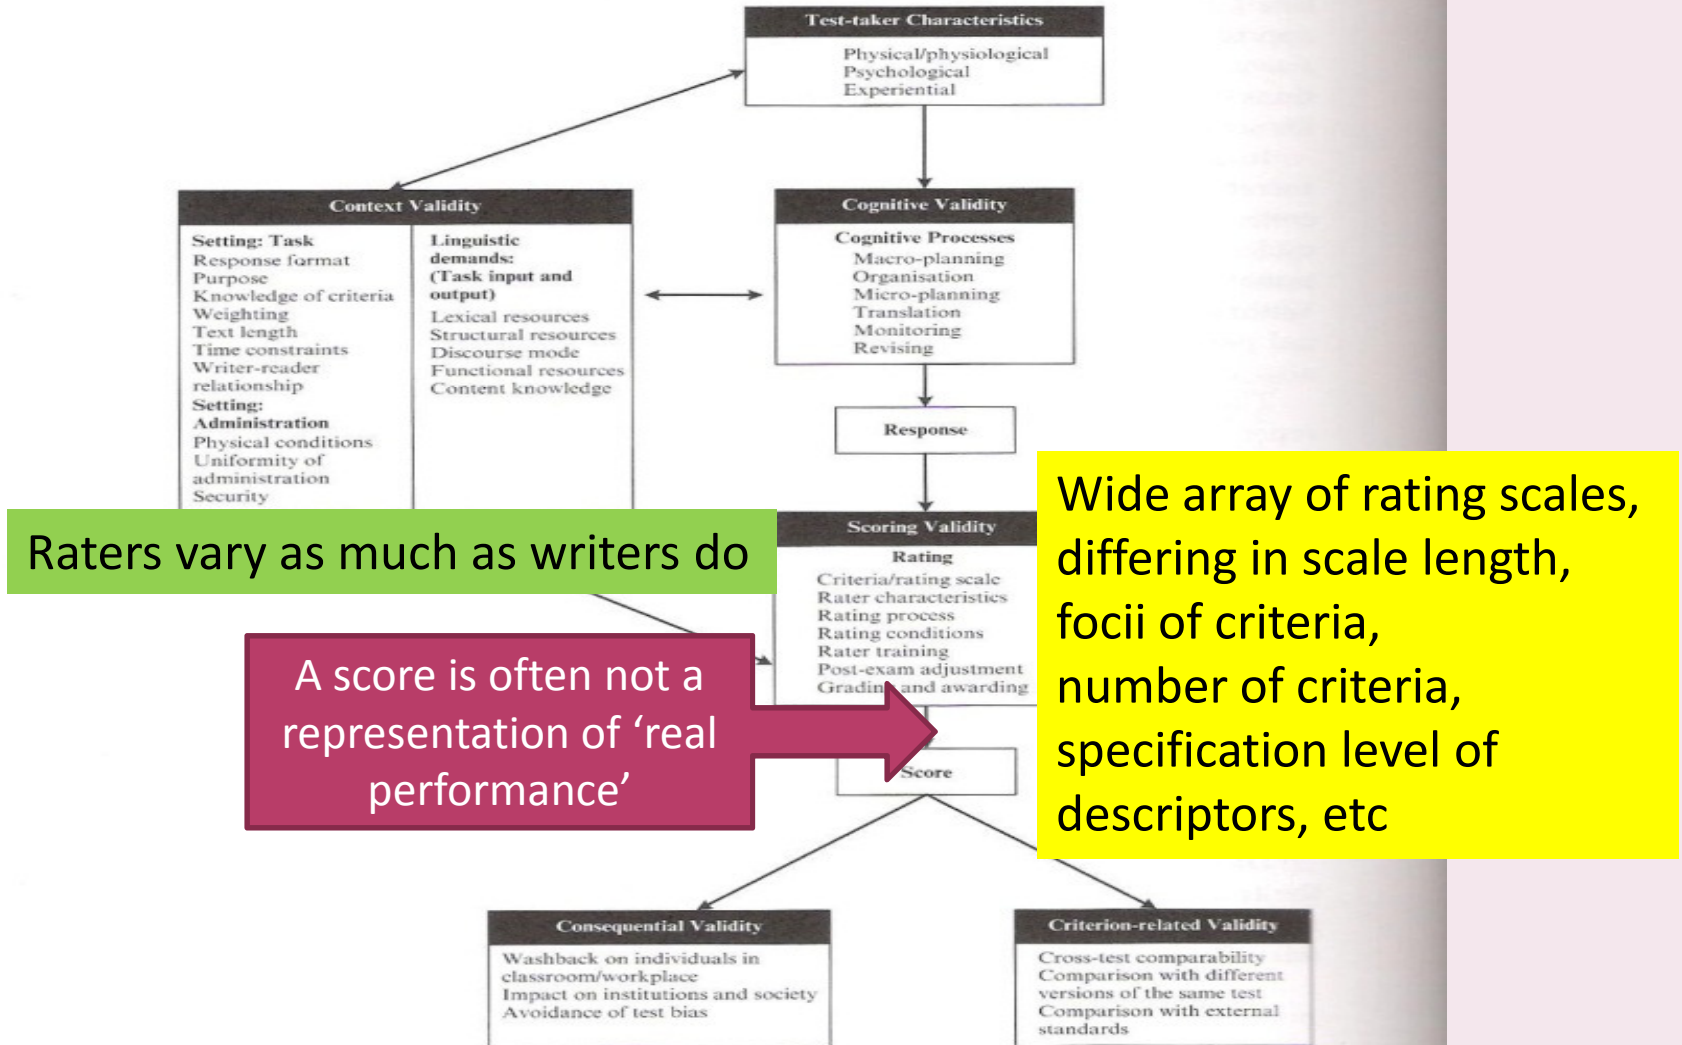 Test-taker Characteristics
Physical/physiological
Psychological
Experiential
Context Validity
Setting: Task
Response format
Purpose
Knowledge of criteria
Weighting
Text length
Time constraints
Writer-reader
relationship
Setting:
Administration
Physical conditions
Uniformity of
administration
Security
Linguistic
demands:
(Task input and
output)
Lexical resources
Structural resources
Discourse mode
Functional resources
Content knowledge
Cognitive Validity
Cognitive Processes
Macro-planning
Organisation
Micro-planning
Translation
Monitoring
Revising
Response
Raters vary as much as writers do
Scoring Validity
Rating
Criteria/rating scale
Rater characteristics
Rating process
Rating conditions
Rater training
Post-exam adjustment
Grading and awarding
Wide array of rating scales,
differing in scale length,
focii of criteria,
number of criteria,
specification level of
descriptors, etc
A score is often not a
representation of ‘real
performance’
Score
Consequential Validity
Washback on individuals in
classroom/workplace
Impact on institutions and society
Avoidance of test bias
Criterion-related Validity
Cross-test comparability
Comparison with different
versions of the same test
Comparison with external
standards